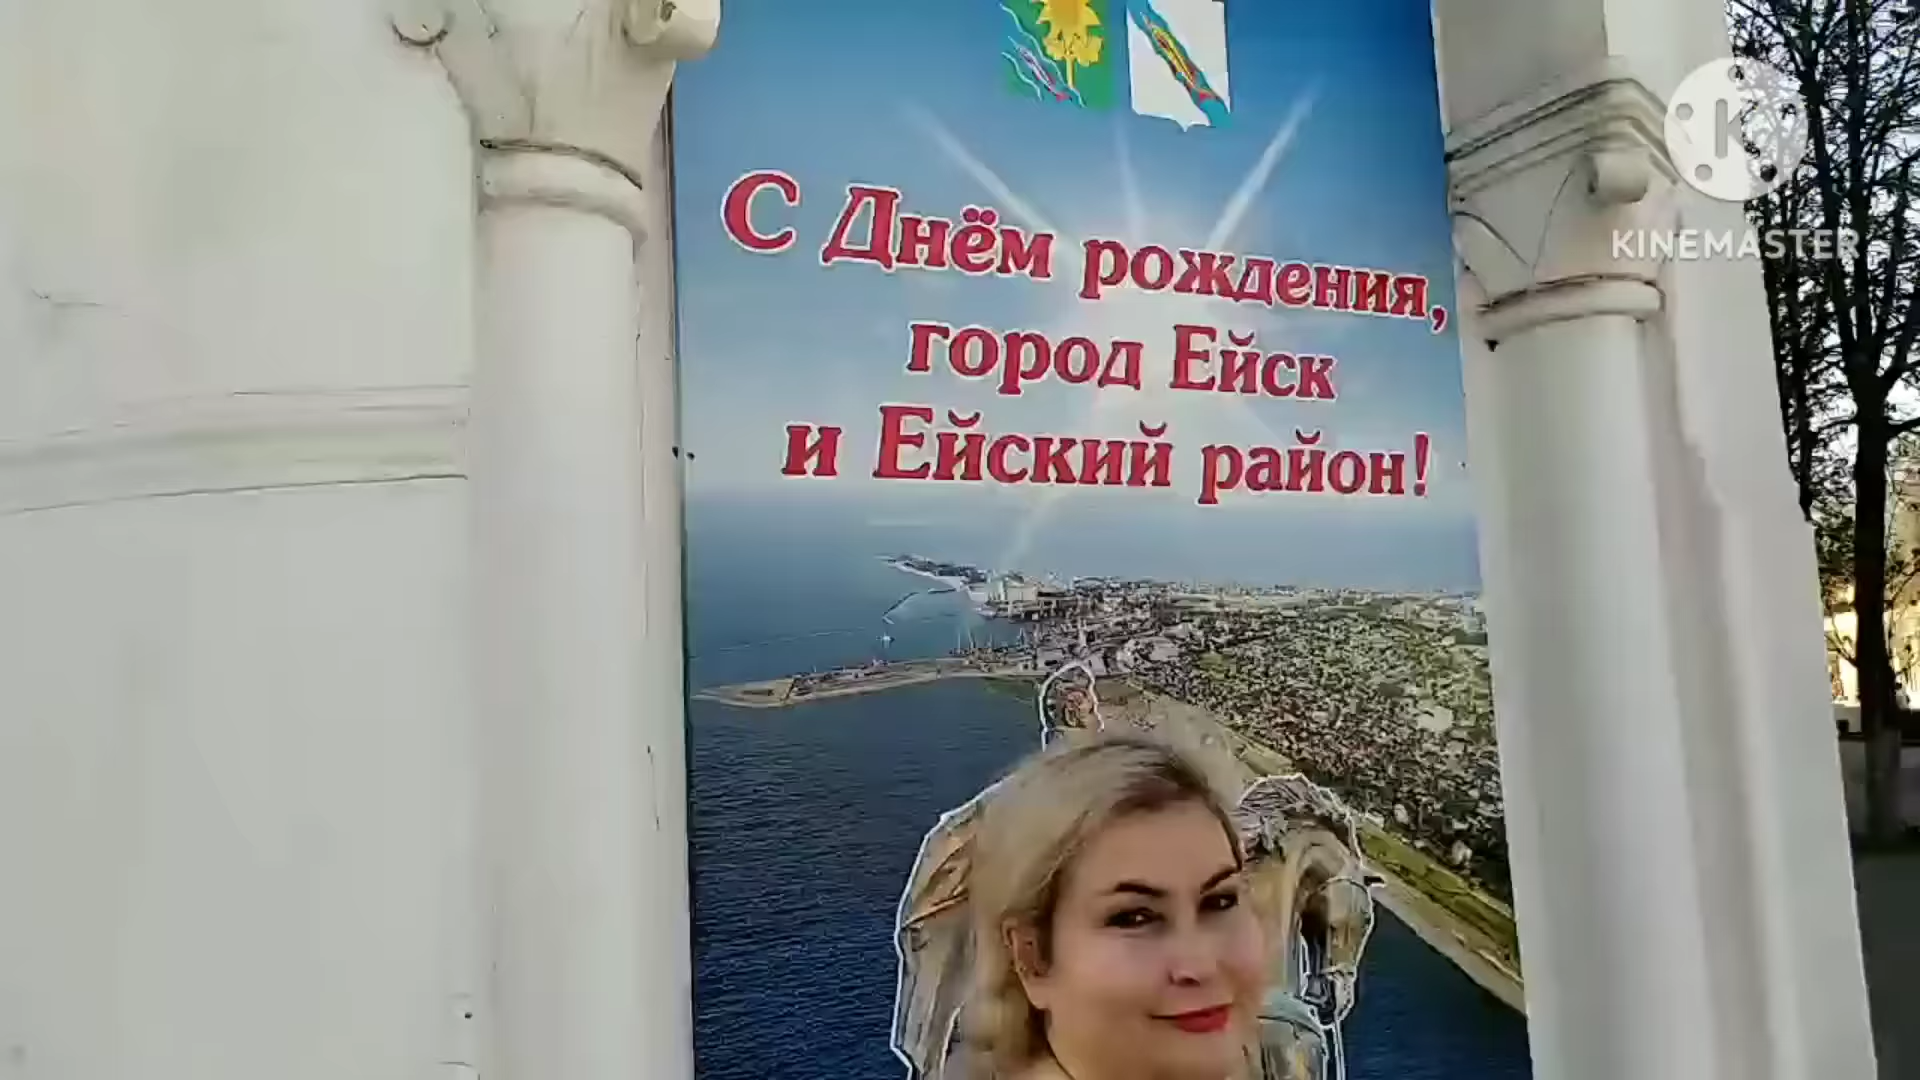 С Днём рождения,
город Ейск
и Ейский район!
K
KINEMASTER